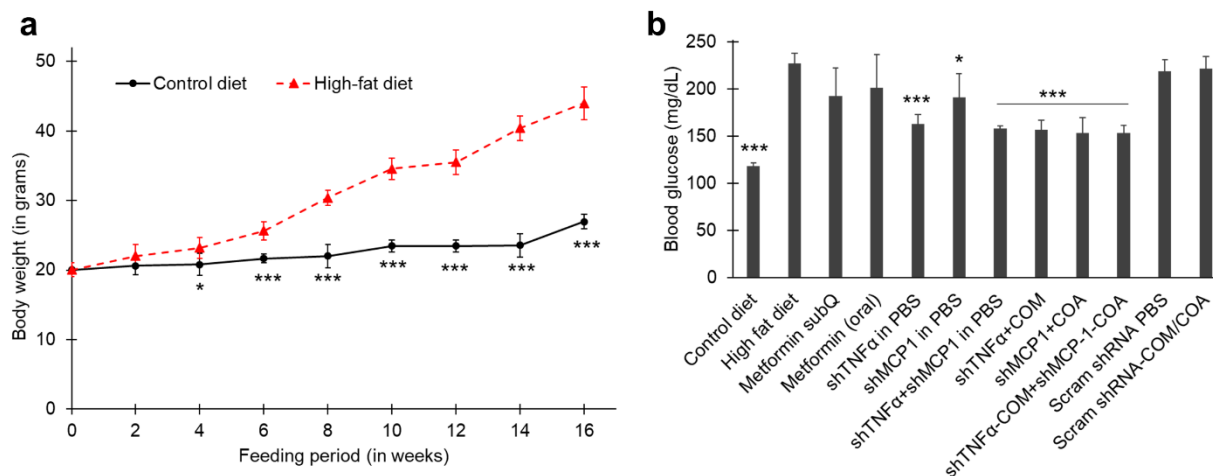 a
50
40
30
20
10
0
Body weight (in grams)
Control diet
High-fat diet
*
***
***
***
***
***
***
0
2
4
6
8
10
12
14
16
Feeding period (in weeks)
b
250
200
150
100
50
0
Blood glucose (mg/dL)
***
***
*
***
Control diet
High fat diet
Metformin subQ
Metformin (oral)
shTNFα in PBS
shMCP1 in PBS
shTNFα+shMCP1 in PBS
shTNFα+COM
shMCP1+COA
shTNFα-COM+shMCP-1-COA
Scram shRNA PBS
Scram shRNA-COM/COA